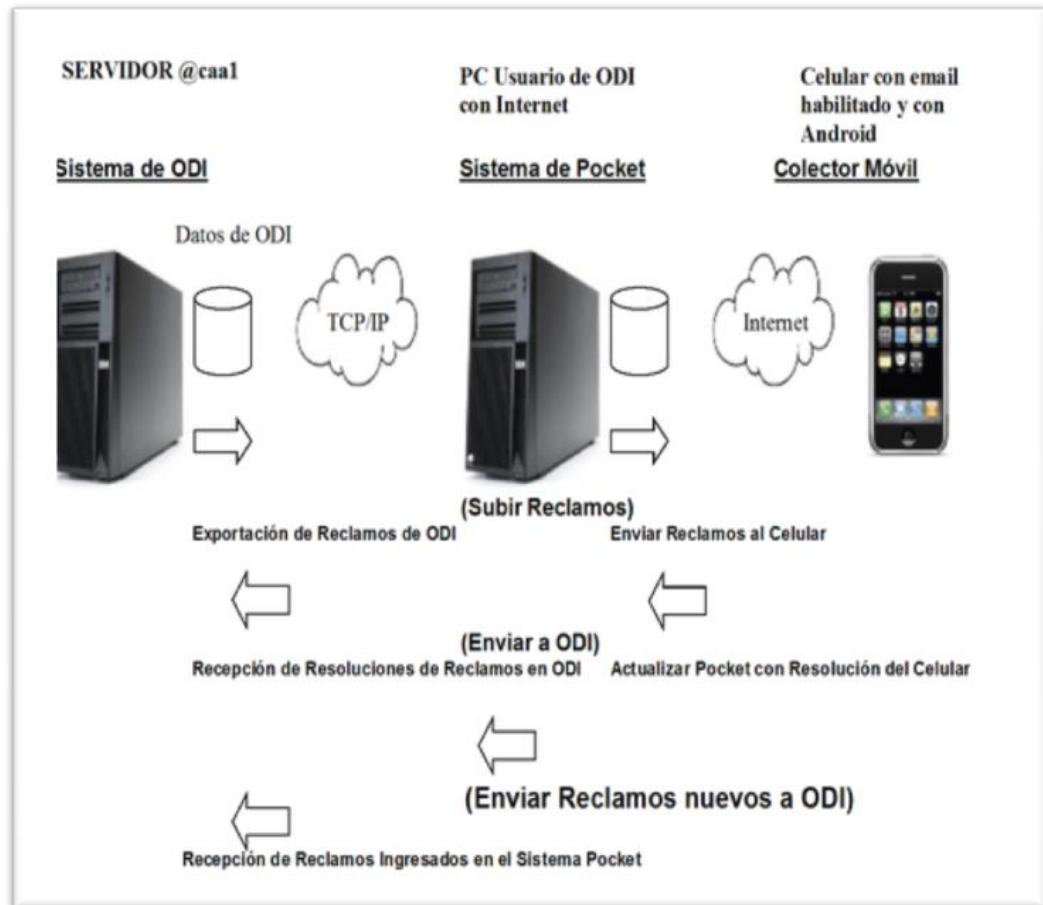 SERVIDOR @caa1
PC Usuario de ODI
con Internet
Celular con email
habilitado y con
Android
Sistema de ODI
Sistema de Pocket
Colector Móvil
Datos de ODI
TCP/IP
Internet
(Subir Reclamos)
Exportación de Reclamos de ODI
Enviar Reclamos al Celular
(Enviar a ODI)
Recepción de Resoluciones de Reclamos en ODI
Actualizar Pocket con Resolución del Celular
(Enviar Reclamos nuevos a ODI)
Recepción de Reclamos Ingresados en el Sistema Pocket